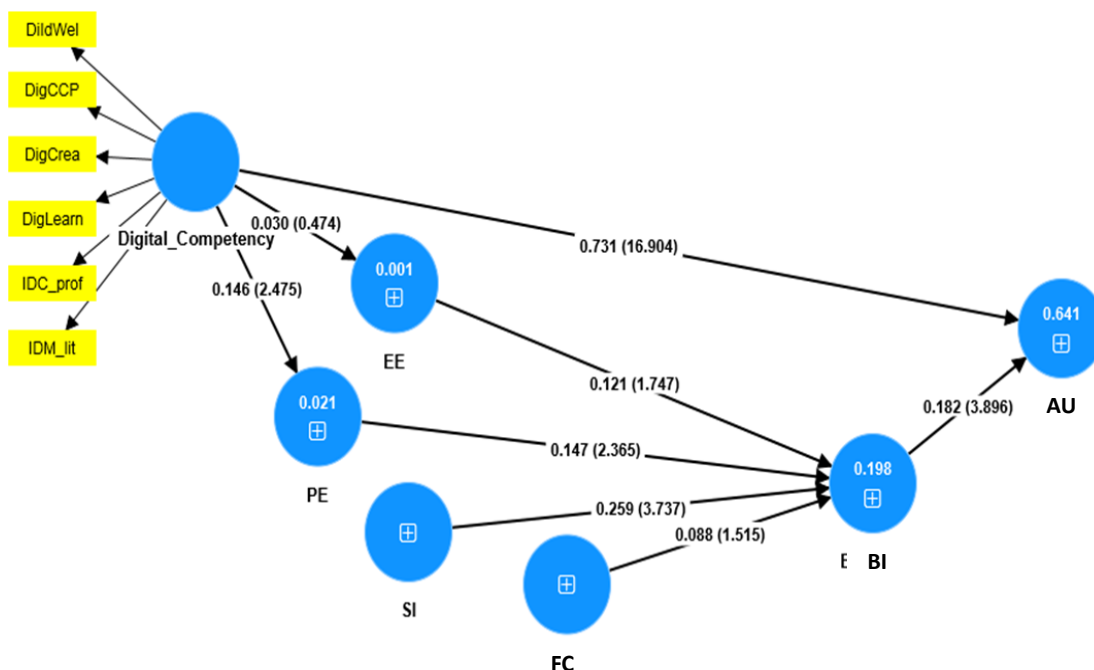 DildWel
DigCCP
DigCrea
DigLearn
IDC_prof
IDM_lit
Digital_Competency
0.030 (0.474)
0.731 (16.904)
0.146 (2.475)
0.001
EE
0.641
AU
0.121 (1.747)
0.182 (3.896)
0.021
PE
0.147 (2.365)
0.198
E BI
0.259 (3.737)
SI
0.088 (1.515)
FC